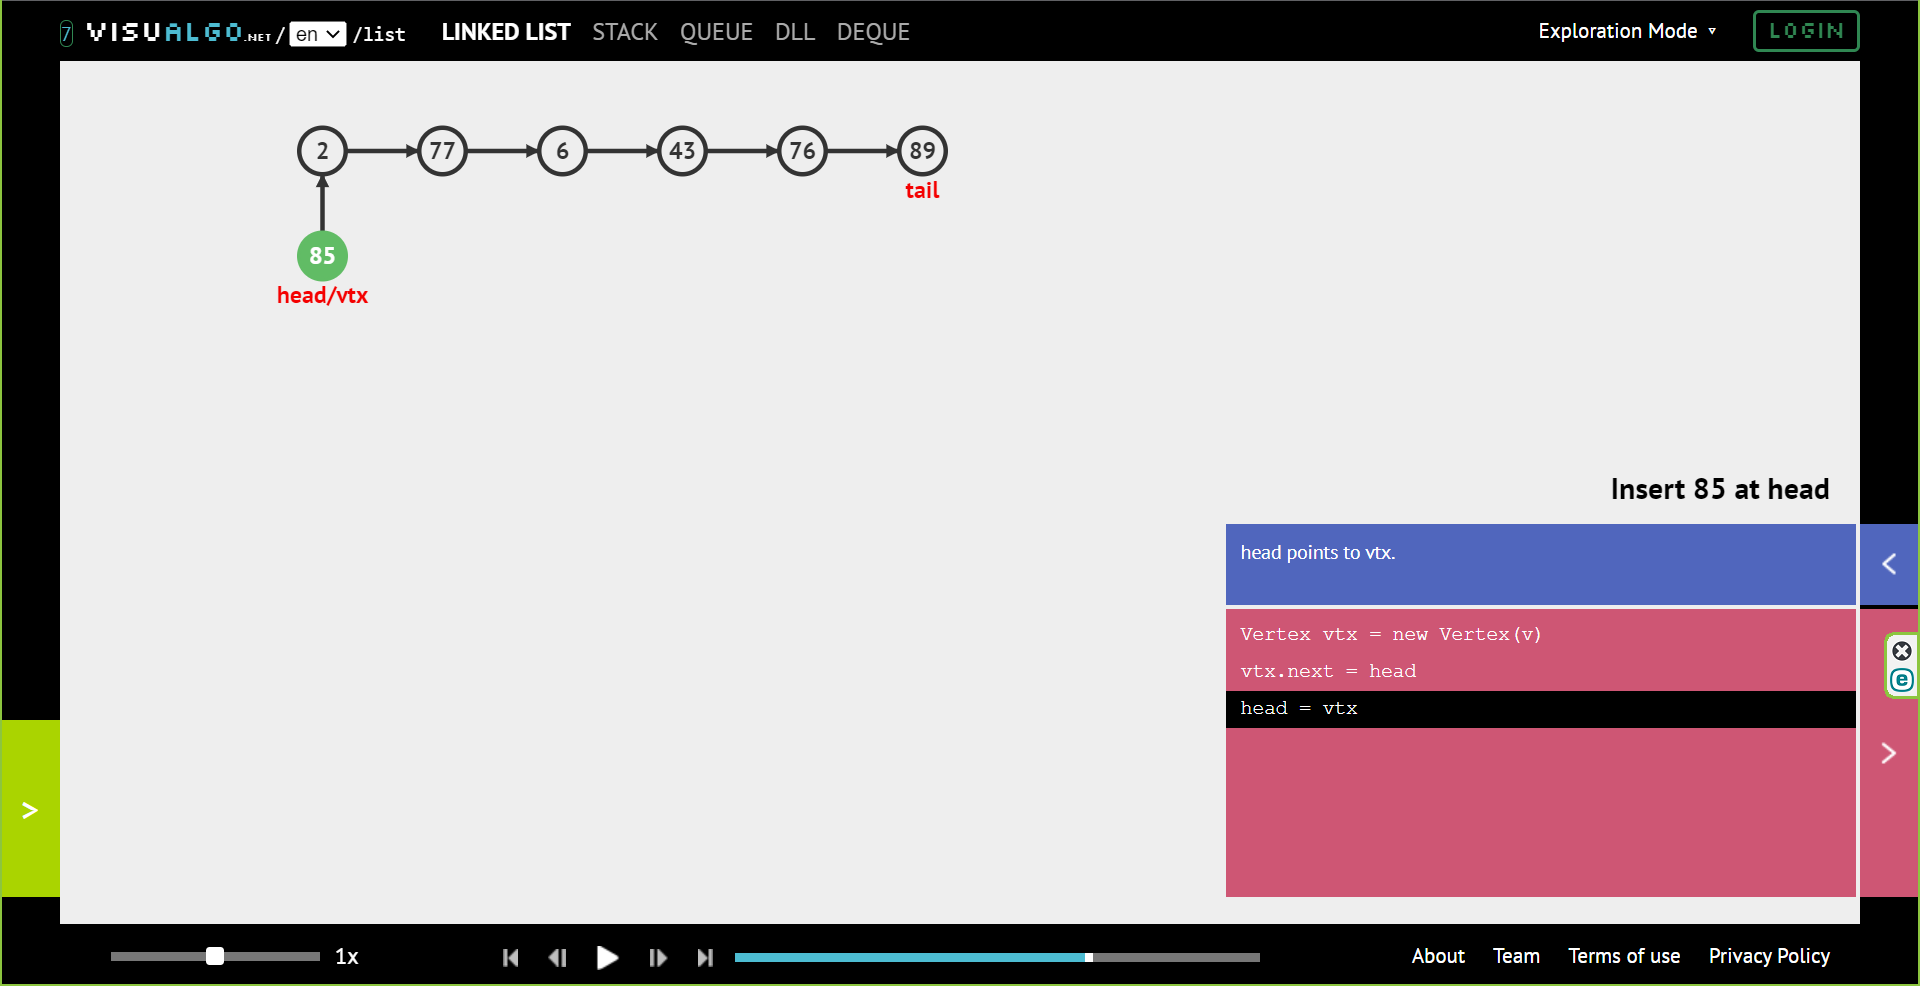 7 VISUALGO.NET / en /list LINKED LIST STACK QUEUE DLL DEQUE Exploration Mode ▾ LOGIN
2 77 6 43 76 89
tail
85
head/vtx
Insert 85 at head
head points to vtx.
Vertex vtx = new Vertex(v)
vtx.next = head
head = vtx
1x About Team Terms of use Privacy Policy